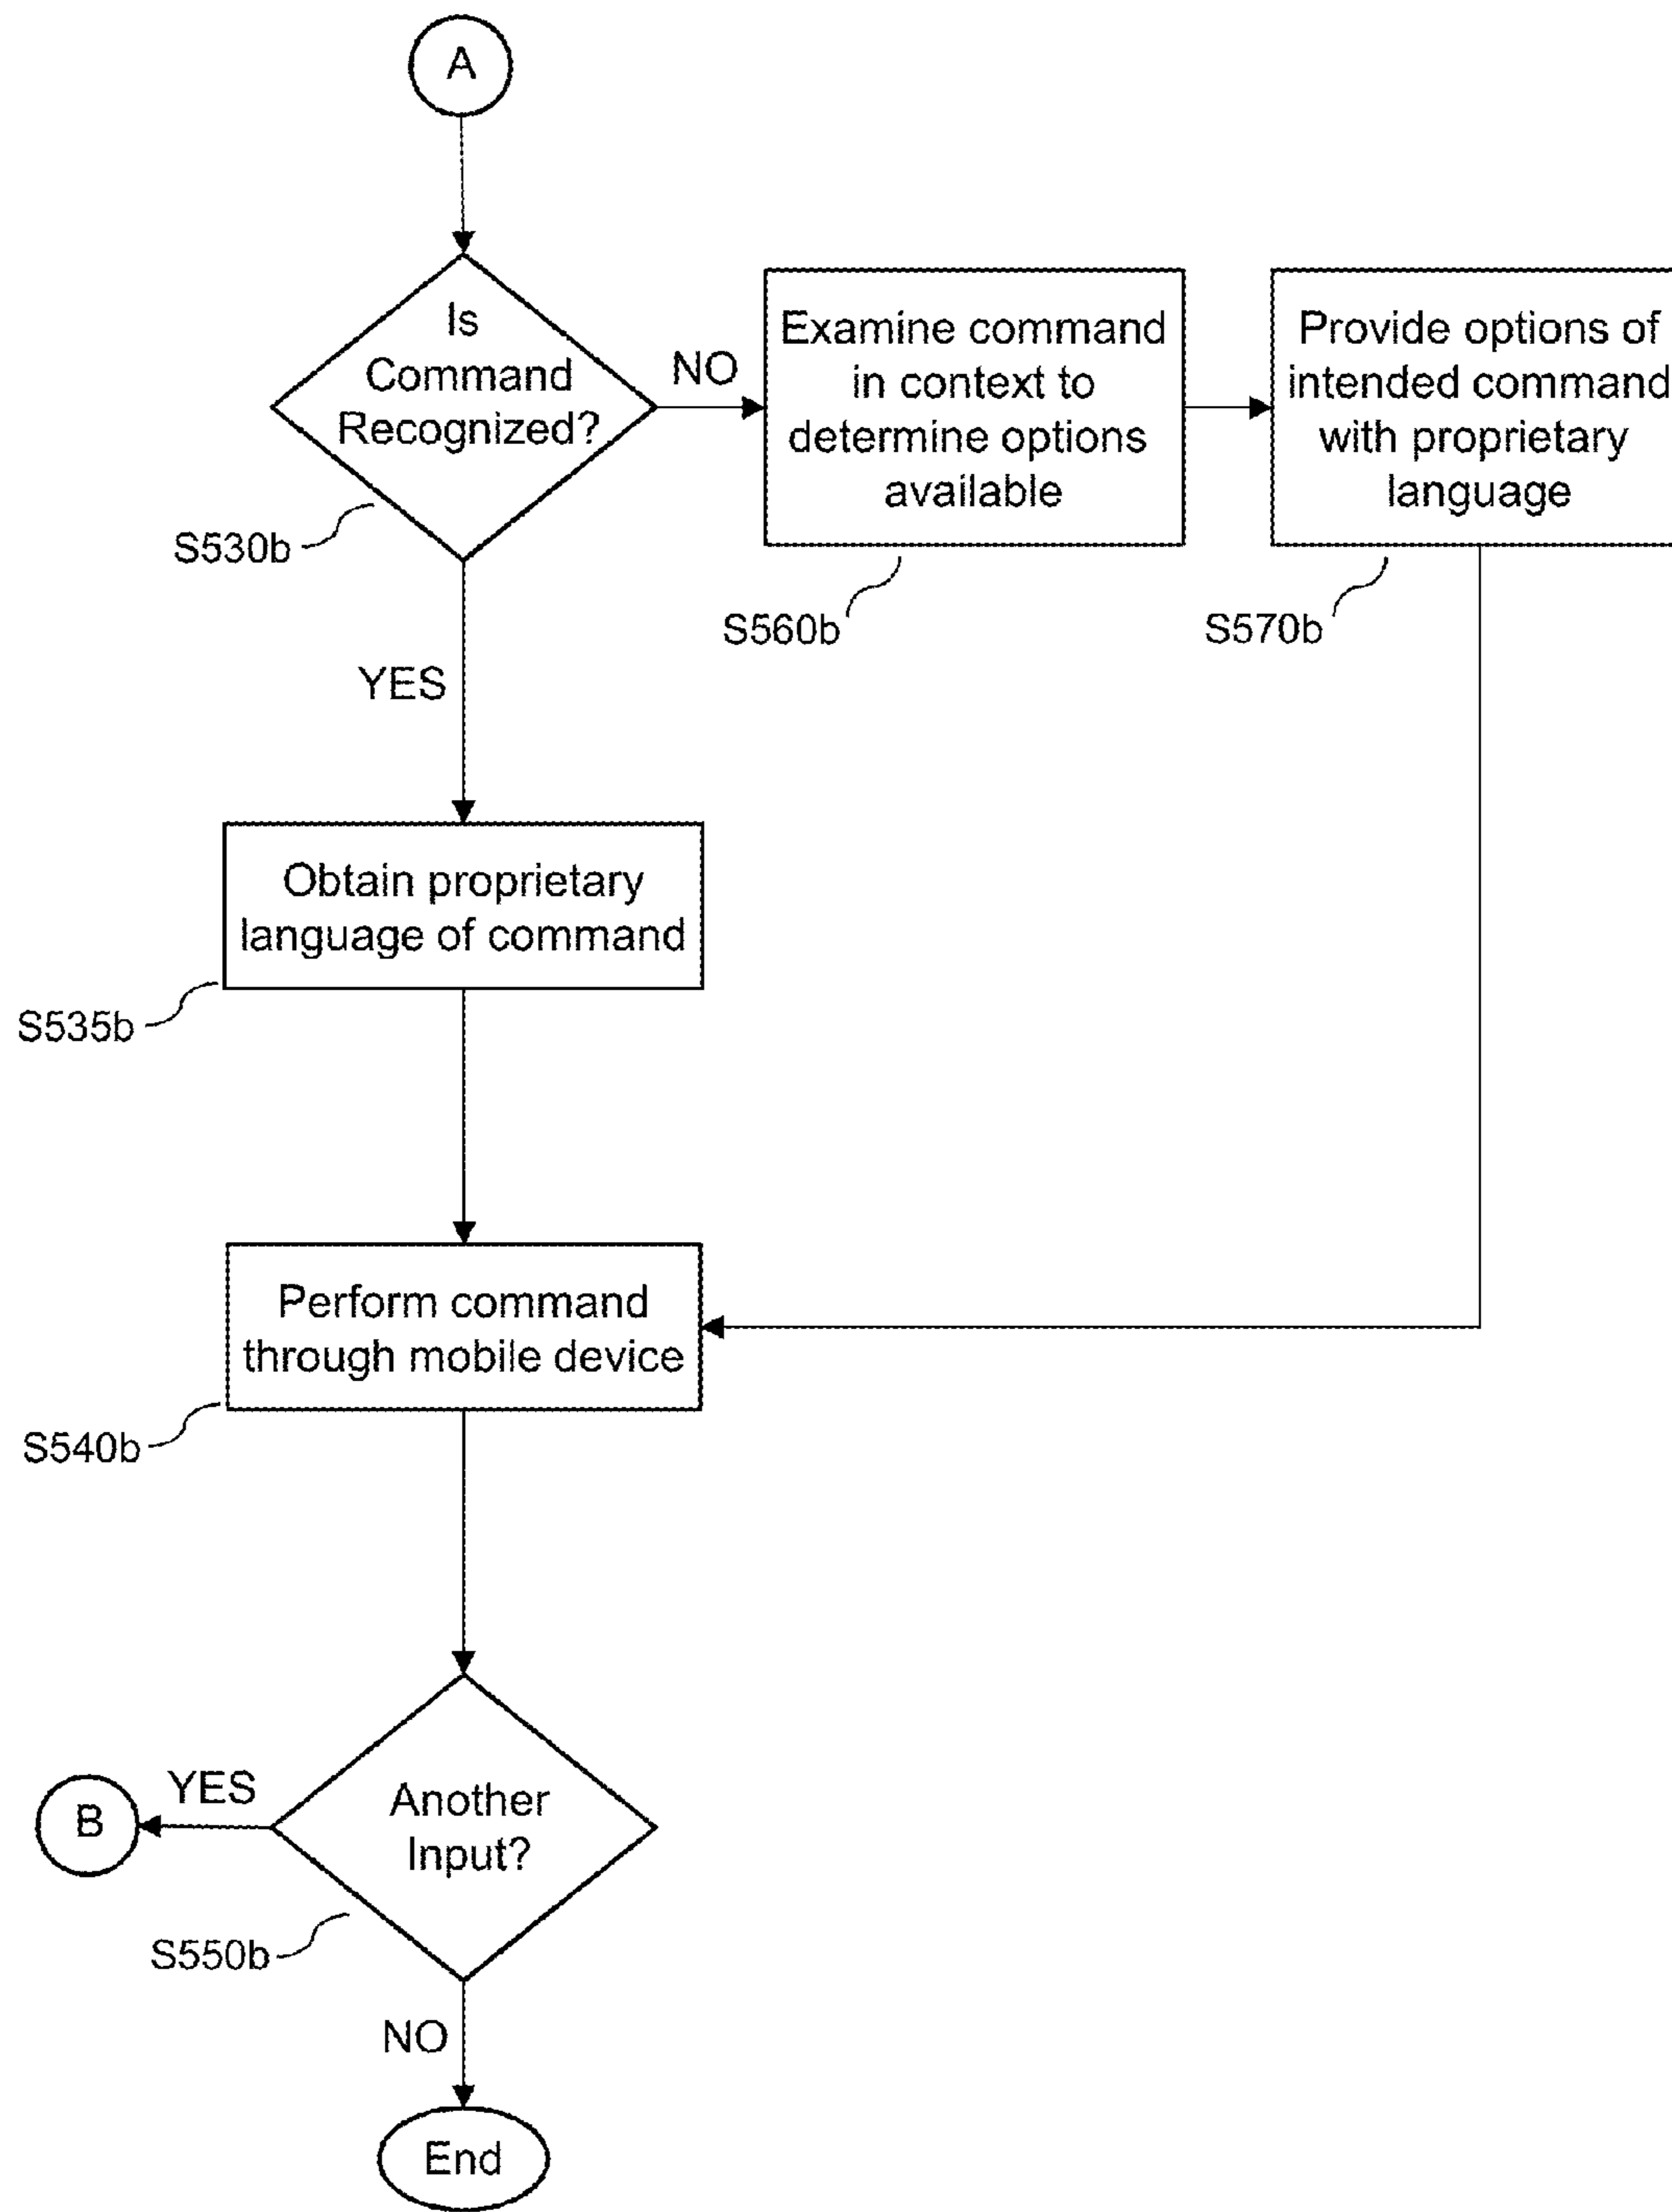 A
Is
Command
Recognized?
NO
Examine command
in context to
determine options
available
Provide options of
intended command
with proprietary
language
S530b
S560b
S570b
YES
Obtain proprietary
language of command
S535b
Perform command
through mobile device
S540b
YES
B
Another
Input?
S550b
NO
End